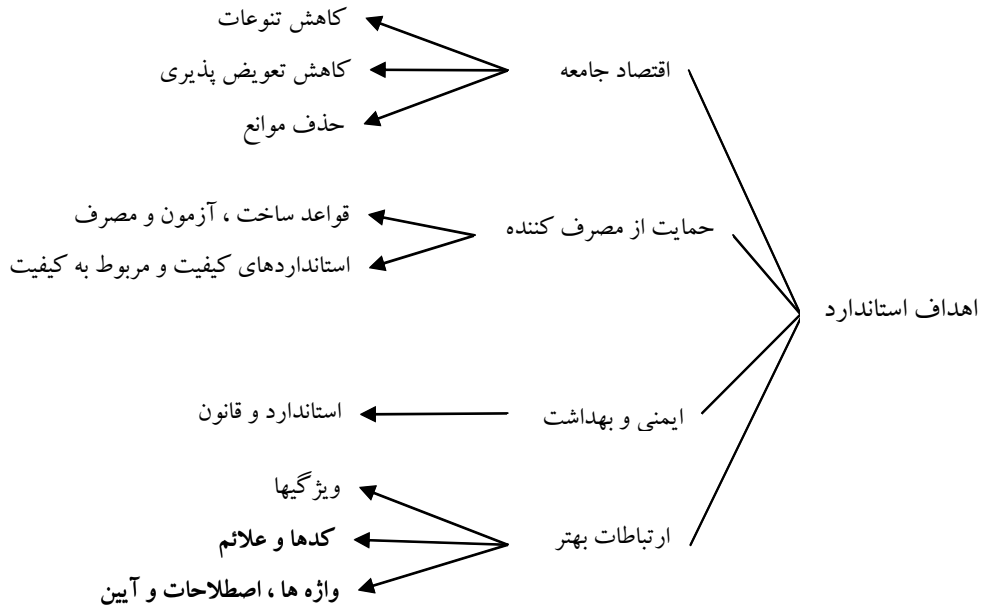 اهداف استاندارد
اقتصاد جامعه
کاهش تنوعات
کاهش تعویض پذیری
حذف موانع
حمایت از مصرف کننده
قواعد ساخت ، آزمون و مصرف
استانداردهای کیفیت و مربوط به کیفیت
ایمنی و بهداشت
استاندارد و قانون
ارتباطات بهتر
ویژگیها
کدها و علائم
واژه ها ، اصطلاحات و آیین